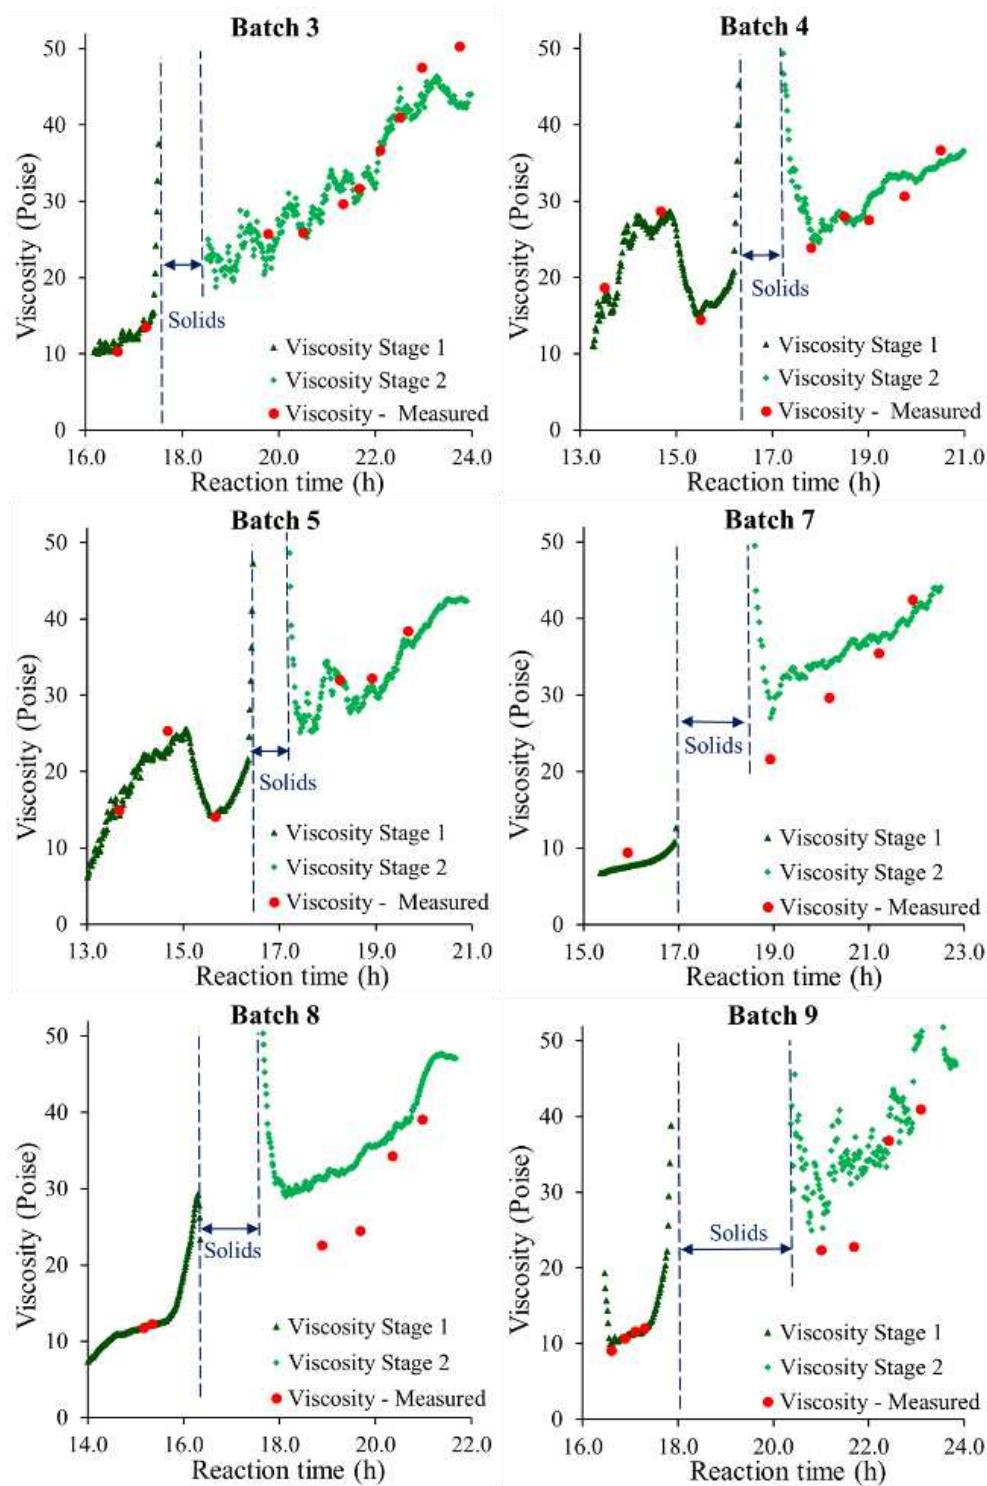 Batch 3
50
40
30
20
10
0
Viscosity (Poise)
Solids
Viscosity Stage 1
Viscosity Stage 2
Viscosity - Measured
16.0 18.0 20.0 22.0 24.0
Reaction time (h)
Batch 4
50
40
30
20
10
0
Viscosity (Poise)
Solids
Viscosity Stage 1
Viscosity Stage 2
Viscosity - Measured
13.0 15.0 17.0 19.0 21.0
Reaction time (h)
Batch 5
50
40
30
20
10
0
Viscosity (Poise)
Solids
Viscosity Stage 1
Viscosity Stage 2
Viscosity - Measured
13.0 15.0 17.0 19.0 21.0
Reaction time (h)
Batch 7
50
40
30
20
10
0
Viscosity (Poise)
Solids
Viscosity Stage 1
Viscosity Stage 2
Viscosity - Measured
15.0 17.0 19.0 21.0 23.0
Reaction time (h)
Batch 8
50
40
30
20
10
0
Viscosity (Poise)
Solids
Viscosity Stage 1
Viscosity Stage 2
Viscosity - Measured
14.0 16.0 18.0 20.0 22.0
Reaction time (h)
Batch 9
50
40
30
20
10
0
Viscosity (Poise)
Solids
Viscosity Stage 1
Viscosity Stage 2
Viscosity - Measured
16.0 18.0 20.0 22.0 24.0
Reaction time (h)